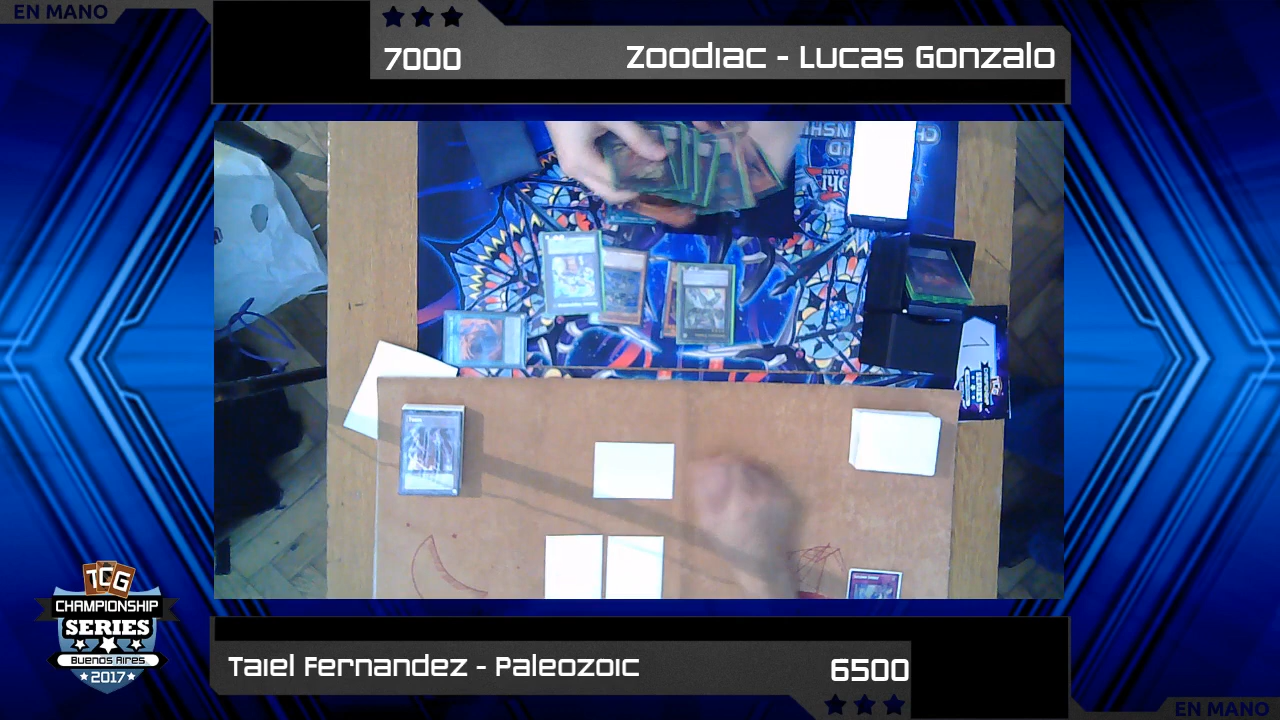 EN MANO
7000
Zoodiac - Lucas Gonzalo
TCG
CHAMPIONSHIP
SERIES
Buenos Aires
2017
Taiel Fernandez - Paleozoic
6500
EN MANO